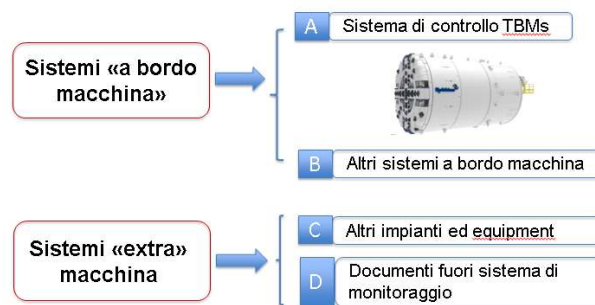 A
Sistema di controllo TBMs
Sistemi «a bordo
macchina»
B
Altri sistemi a bordo macchina
C
Altri impianti ed equipment
Sistemi «extra»
macchina
D
Documenti fuori sistema di
monitoraggio